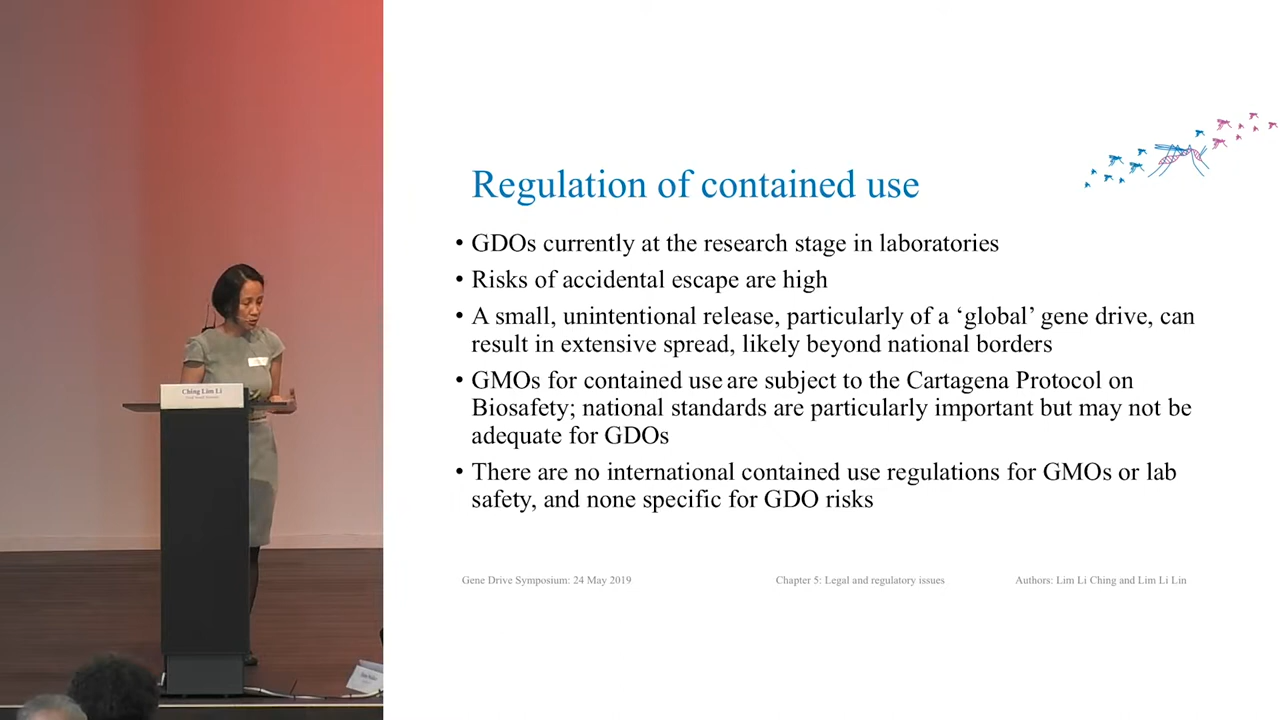 Regulation of contained use
• GDOs currently at the research stage in laboratories
• Risks of accidental escape are high
• A small, unintentional release, particularly of a ‘global’ gene drive, can
result in extensive spread, likely beyond national borders
• GMOs for contained use are subject to the Cartagena Protocol on
Biosafety; national standards are particularly important but may not be
adequate for GDOs
• There are no international contained use regulations for GMOs or lab
safety, and none specific for GDO risks
Gene Drive Symposium: 24 May 2019
Chapter 5: Legal and regulatory issues
Authors: Lim Li Ching and Lim Li Lin
Ching Lim Li